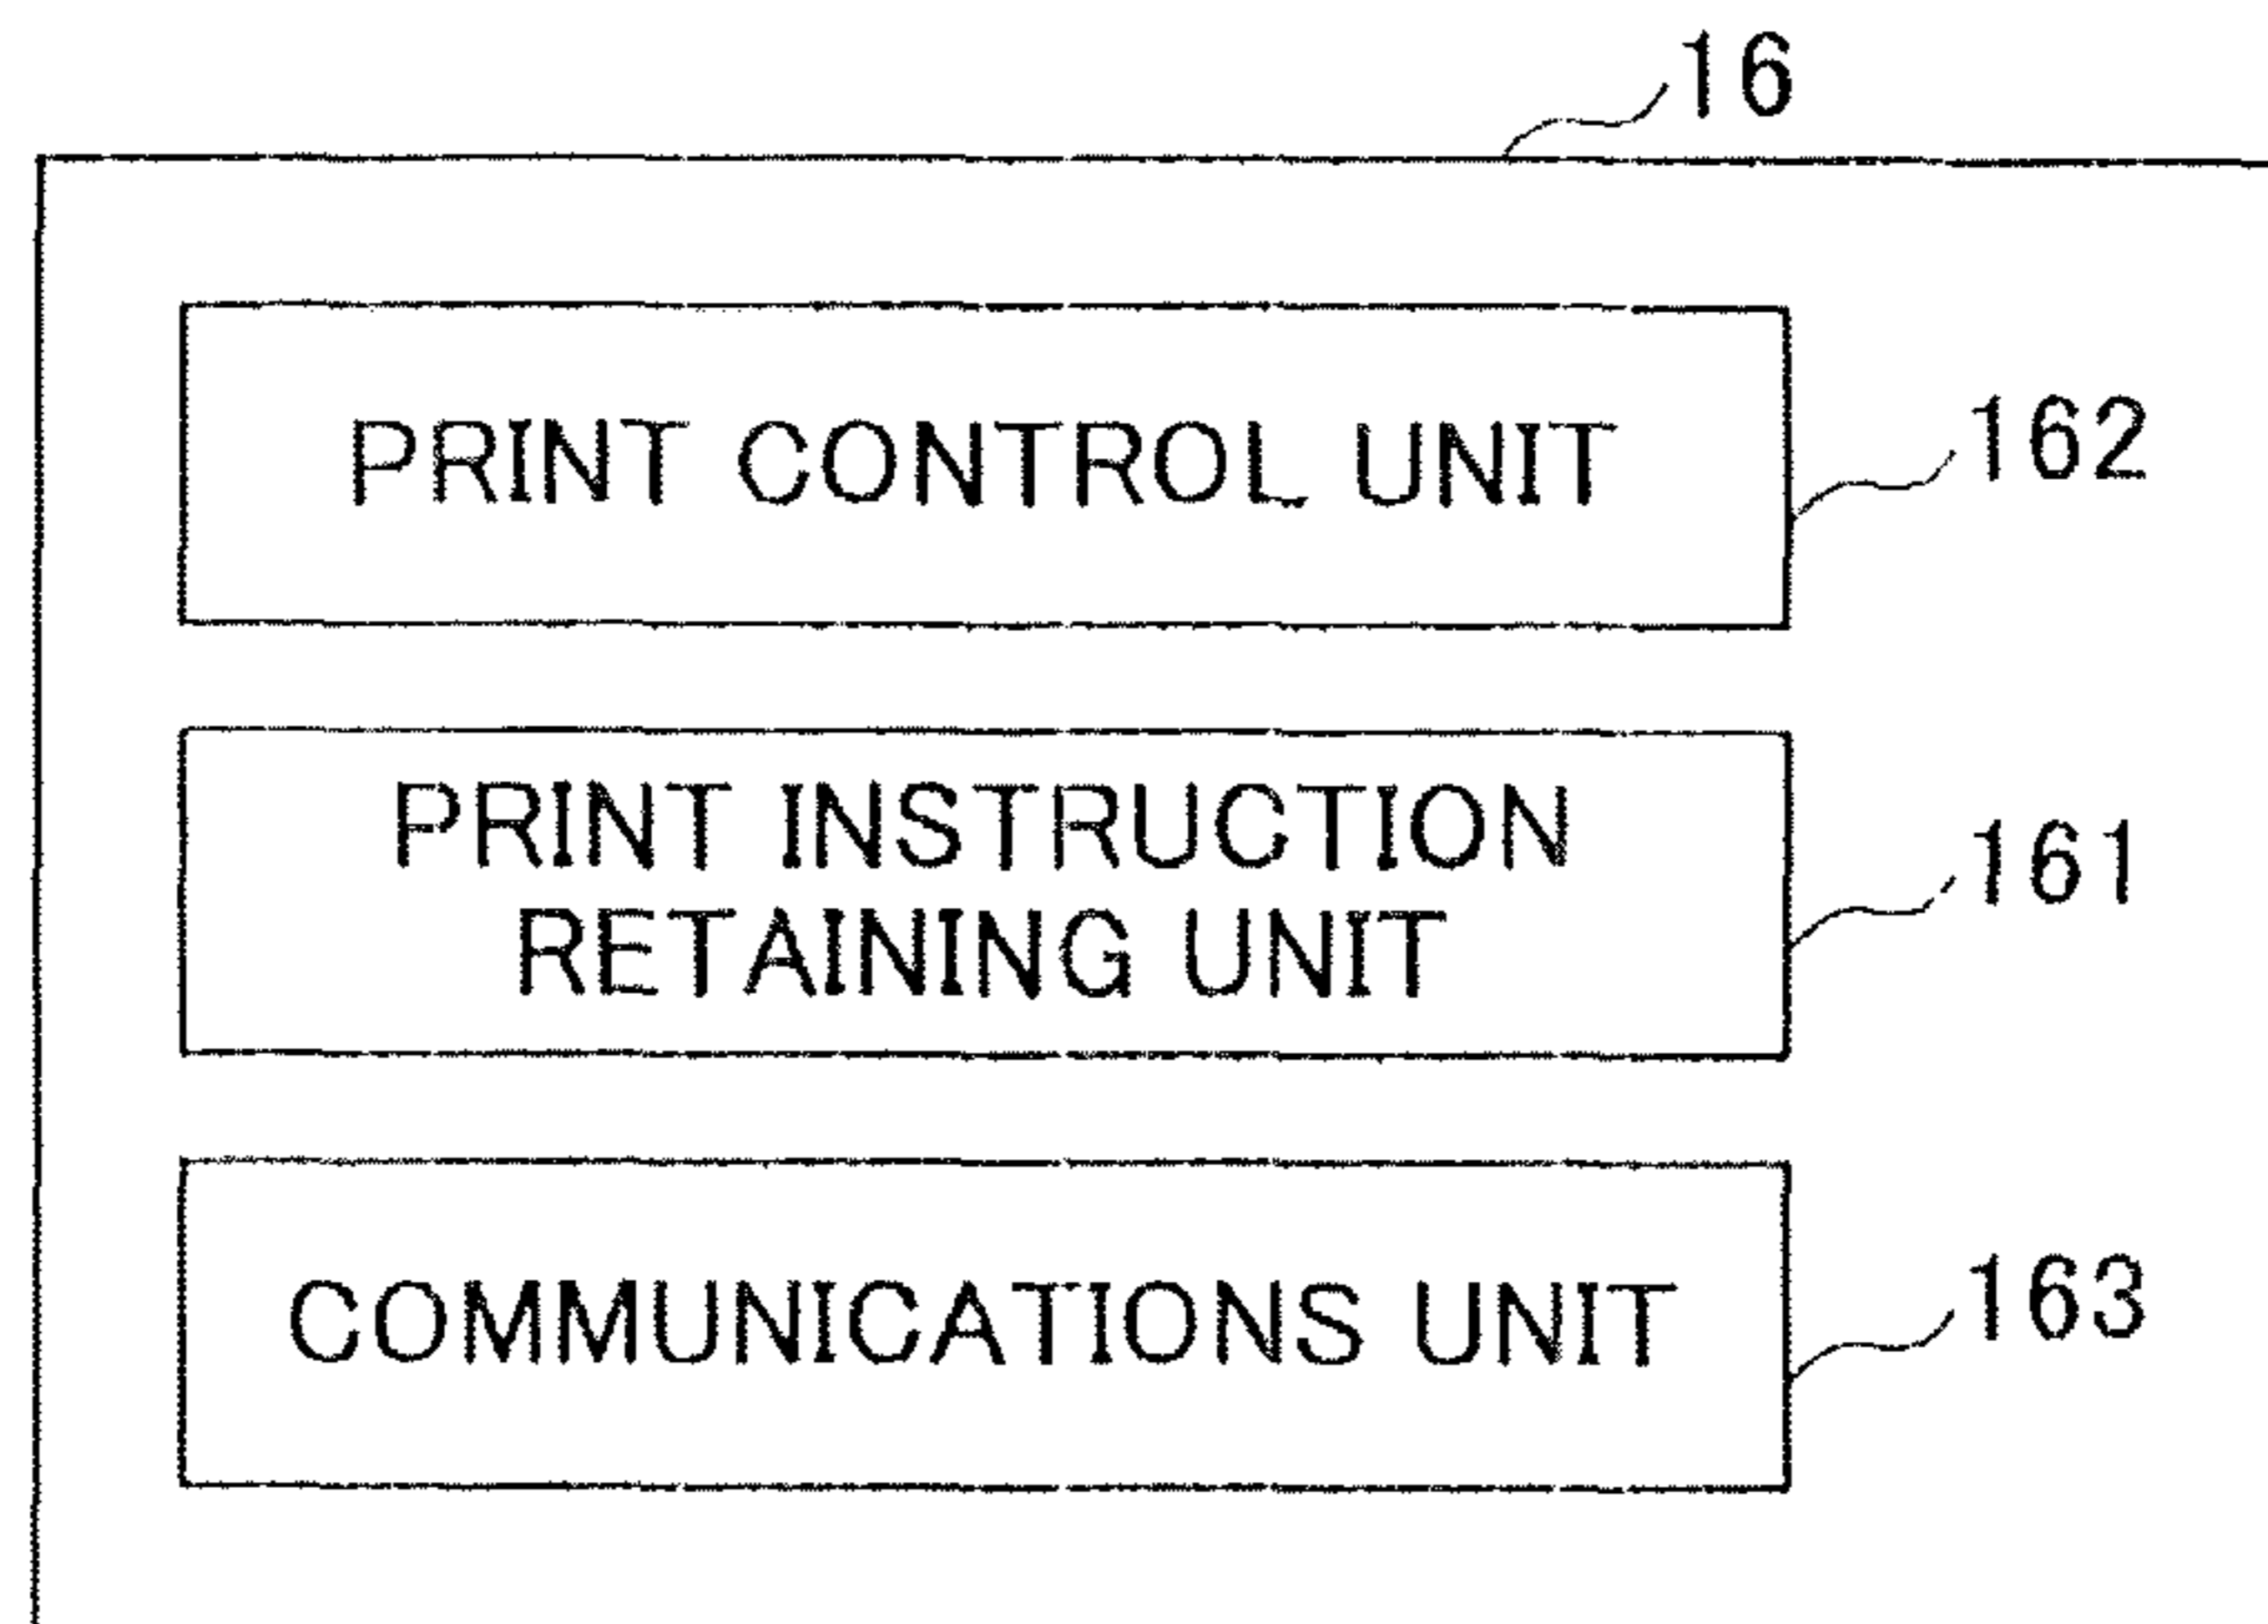 16
PRINT CONTROL UNIT
162
PRINT INSTRUCTION
RETAINING UNIT
161
COMMUNICATIONS UNIT
163